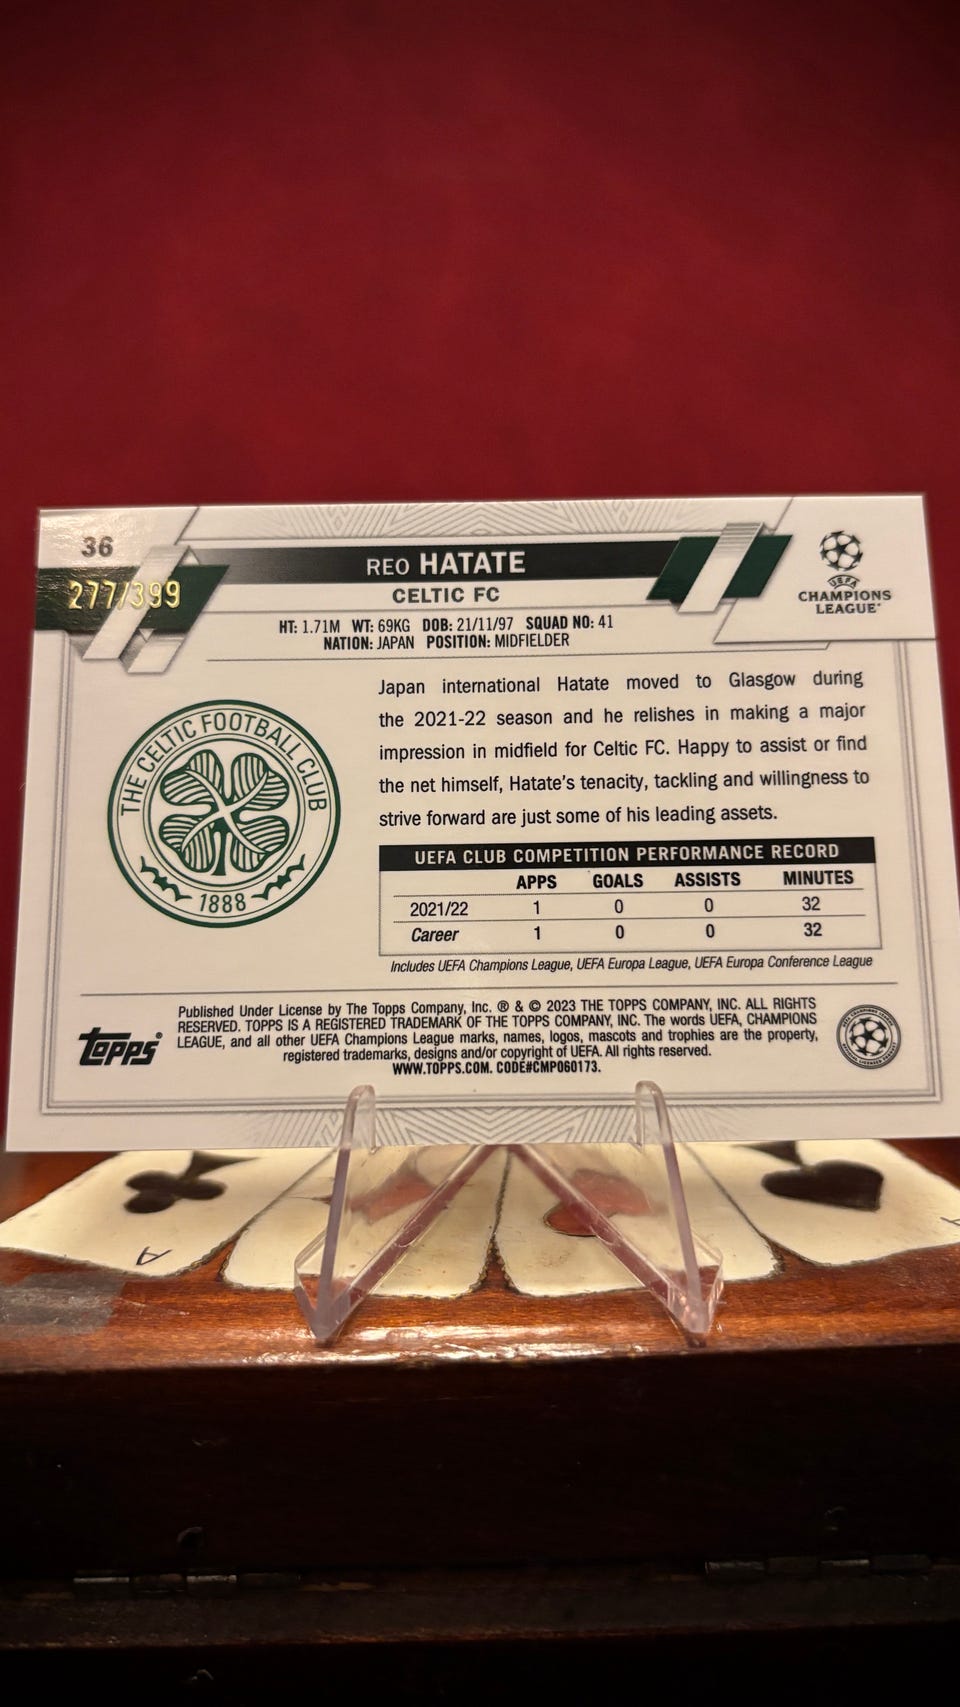 36
277/399
REO HATATE
CELTIC FC
HT: 1.71M WT: 69KG DOB: 21/11/97 SQUAD NO: 41
NATION: JAPAN POSITION: MIDFIELDER
UEFA
CHAMPIONS
LEAGUE
THE CELTIC FOOTBALL CLUB
1888
Japan international Hatate moved to Glasgow during
the 2021-22 season and he relishes in making a major
impression in midfield for Celtic FC. Happy to assist or find
the net himself, Hatate's tenacity, tackling and willingness to
strive forward are just some of his leading assets.
UEFA CLUB COMPETITION PERFORMANCE RECORD
APPS GOALS ASSISTS MINUTES
2021/22 1 0 0 32
Career 1 0 0 32
Includes UEFA Champions League, UEFA Europa League, UEFA Europa Conference League
Topps®
Published Under License by The Topps Company, Inc. ® & © 2023 THE TOPPS COMPANY, INC. ALL RIGHTS
RESERVED. TOPPS IS A REGISTERED TRADEMARK OF THE TOPPS COMPANY, INC. The words UEFA, CHAMPIONS
LEAGUE, and all other UEFA Champions League marks, names, logos, mascots and trophies are the property,
registered trademarks, designs and/or copyright of UEFA. All rights reserved.
WWW.TOPPS.COM. CODE#CMP060173.
A
A